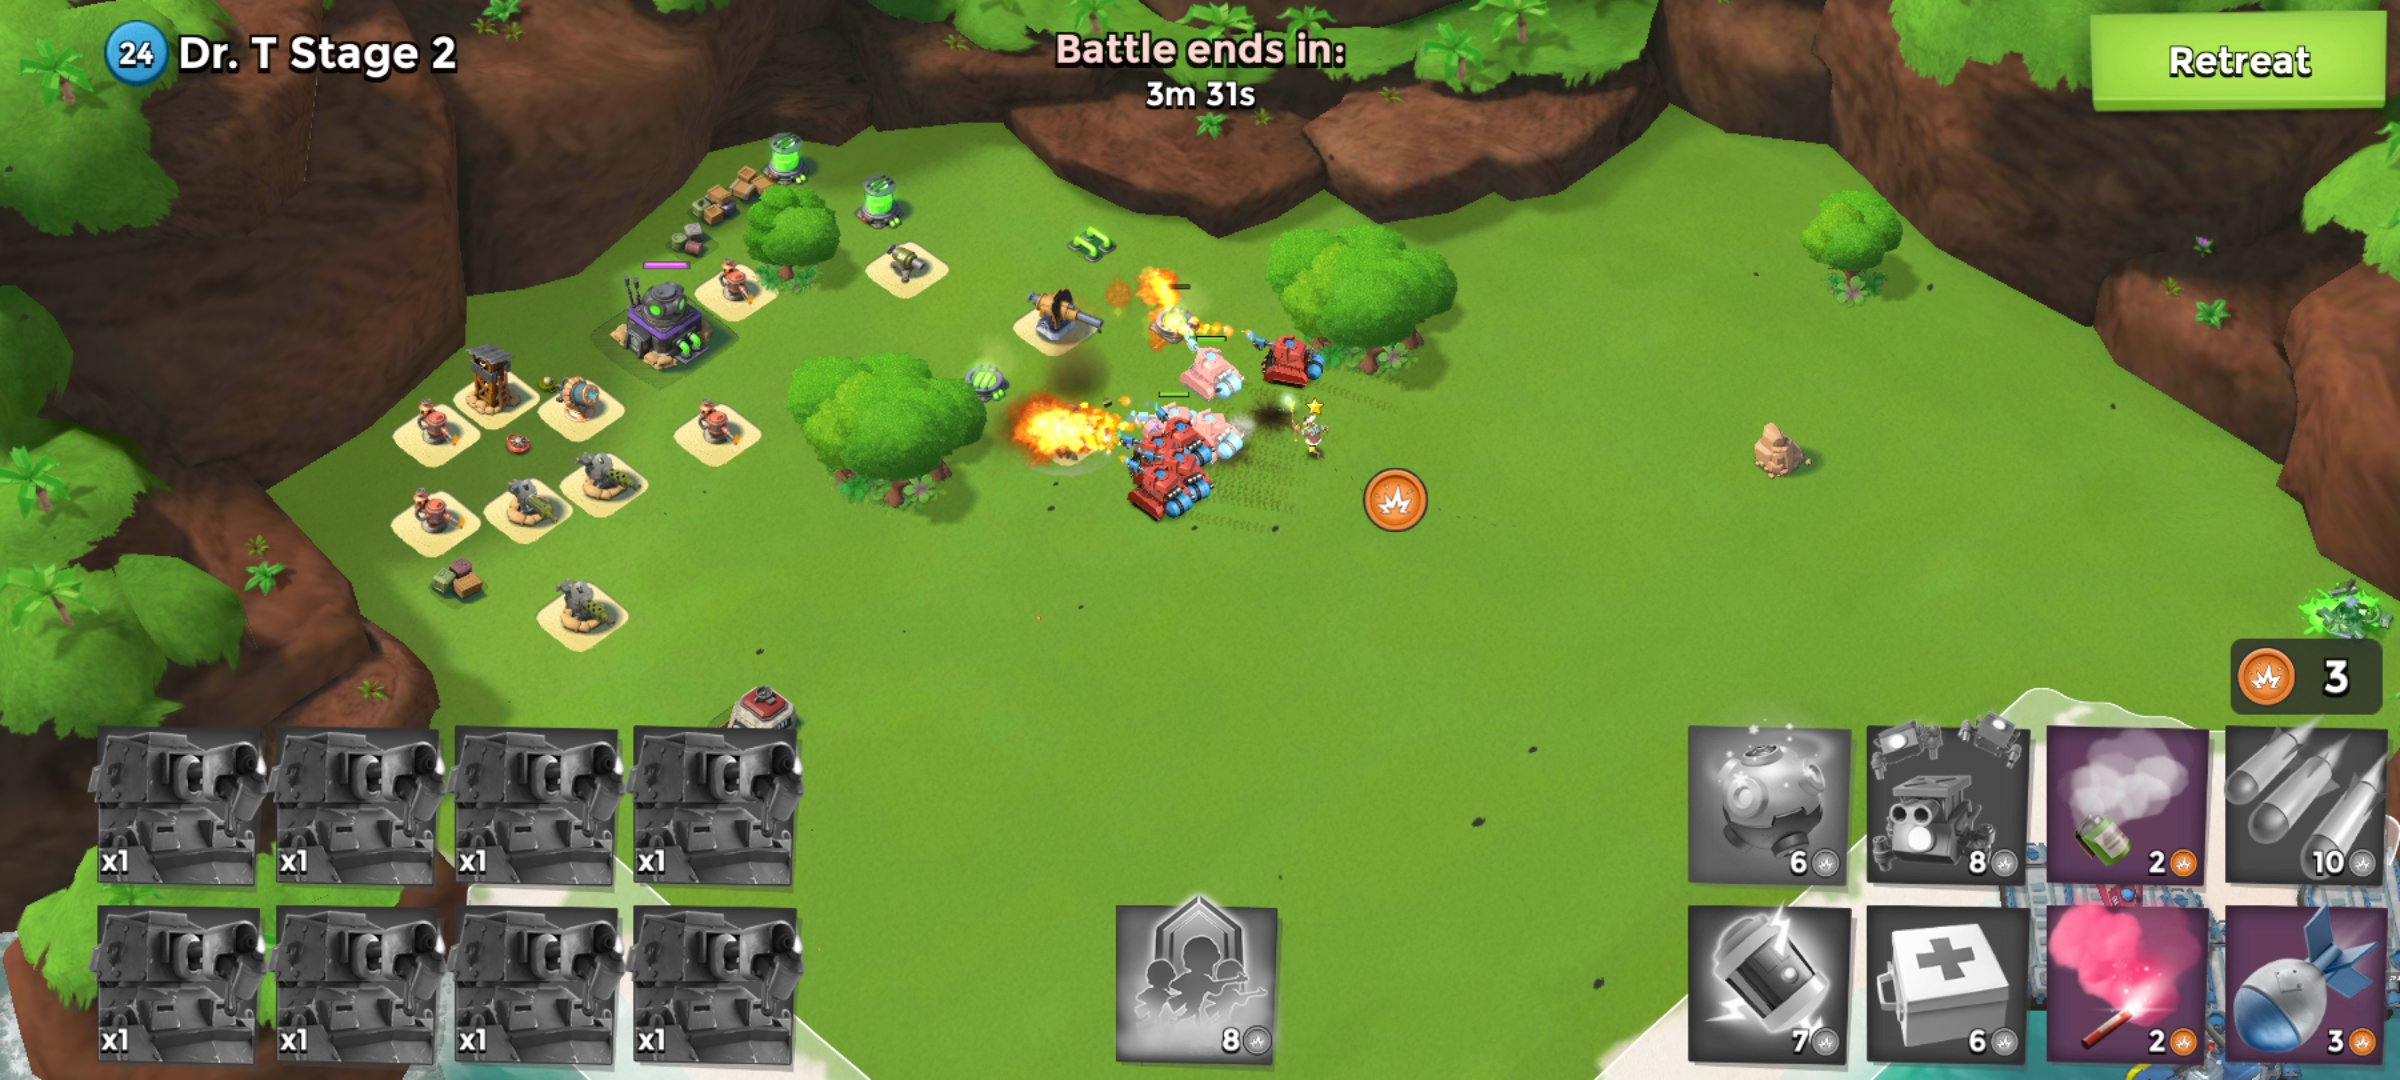 24 Dr. T Stage 2
Battle ends in:
3m 31s
Retreat
3
x1 x1 x1 x1
6 8 2 10
x1 x1 x1 x1
8
7 6 2 3